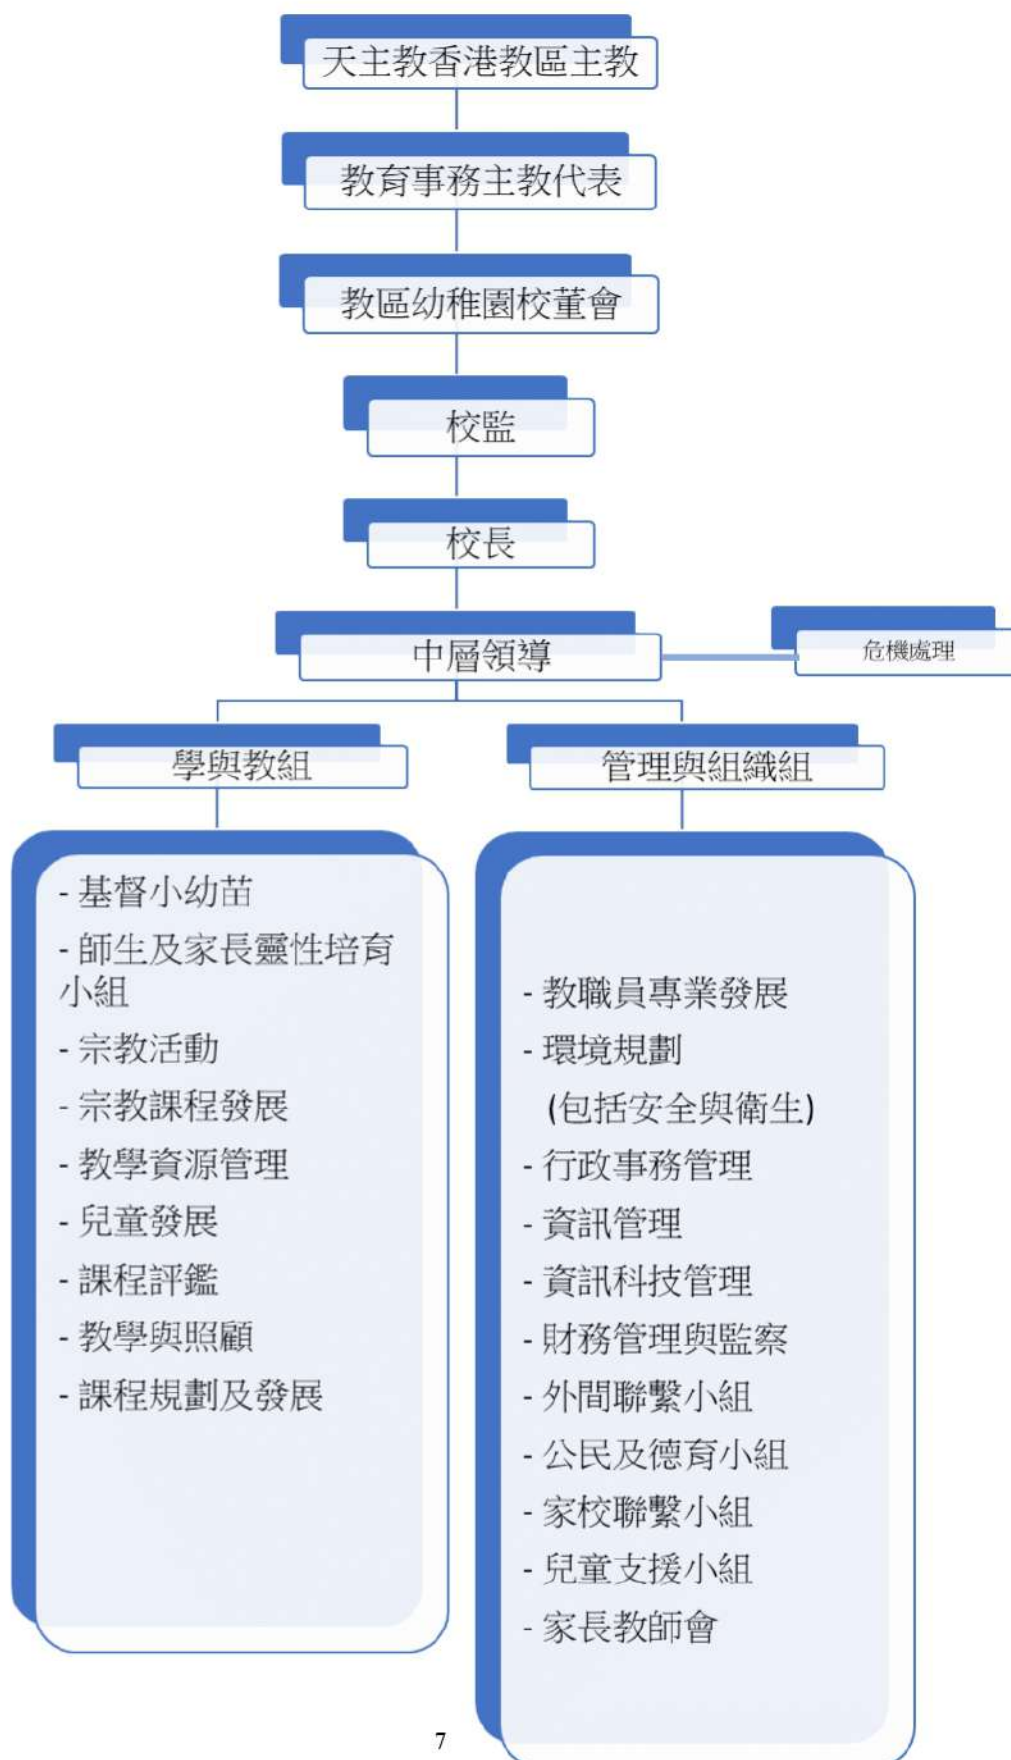 天主教香港教區主教
教育事務主教代表
教區幼稚園校董會
校監
校長
中層領導
危機處理
學與教組
管理與組織組
- 基督小幼苗
- 師生及家長靈性培育
小組
- 宗教活動
- 宗教課程發展
- 教學資源管理
- 兒童發展
- 課程評鑑
- 教學與照顧
- 課程規劃及發展
- 教職員專業發展
- 環境規劃
(包括安全與衛生)
- 行政事務管理
- 資訊管理
- 資訊科技管理
- 財務管理與監察
- 外間聯繫小組
- 公民及德育小組
- 家校聯繫小組
- 兒童支援小組
- 家長教師會
7